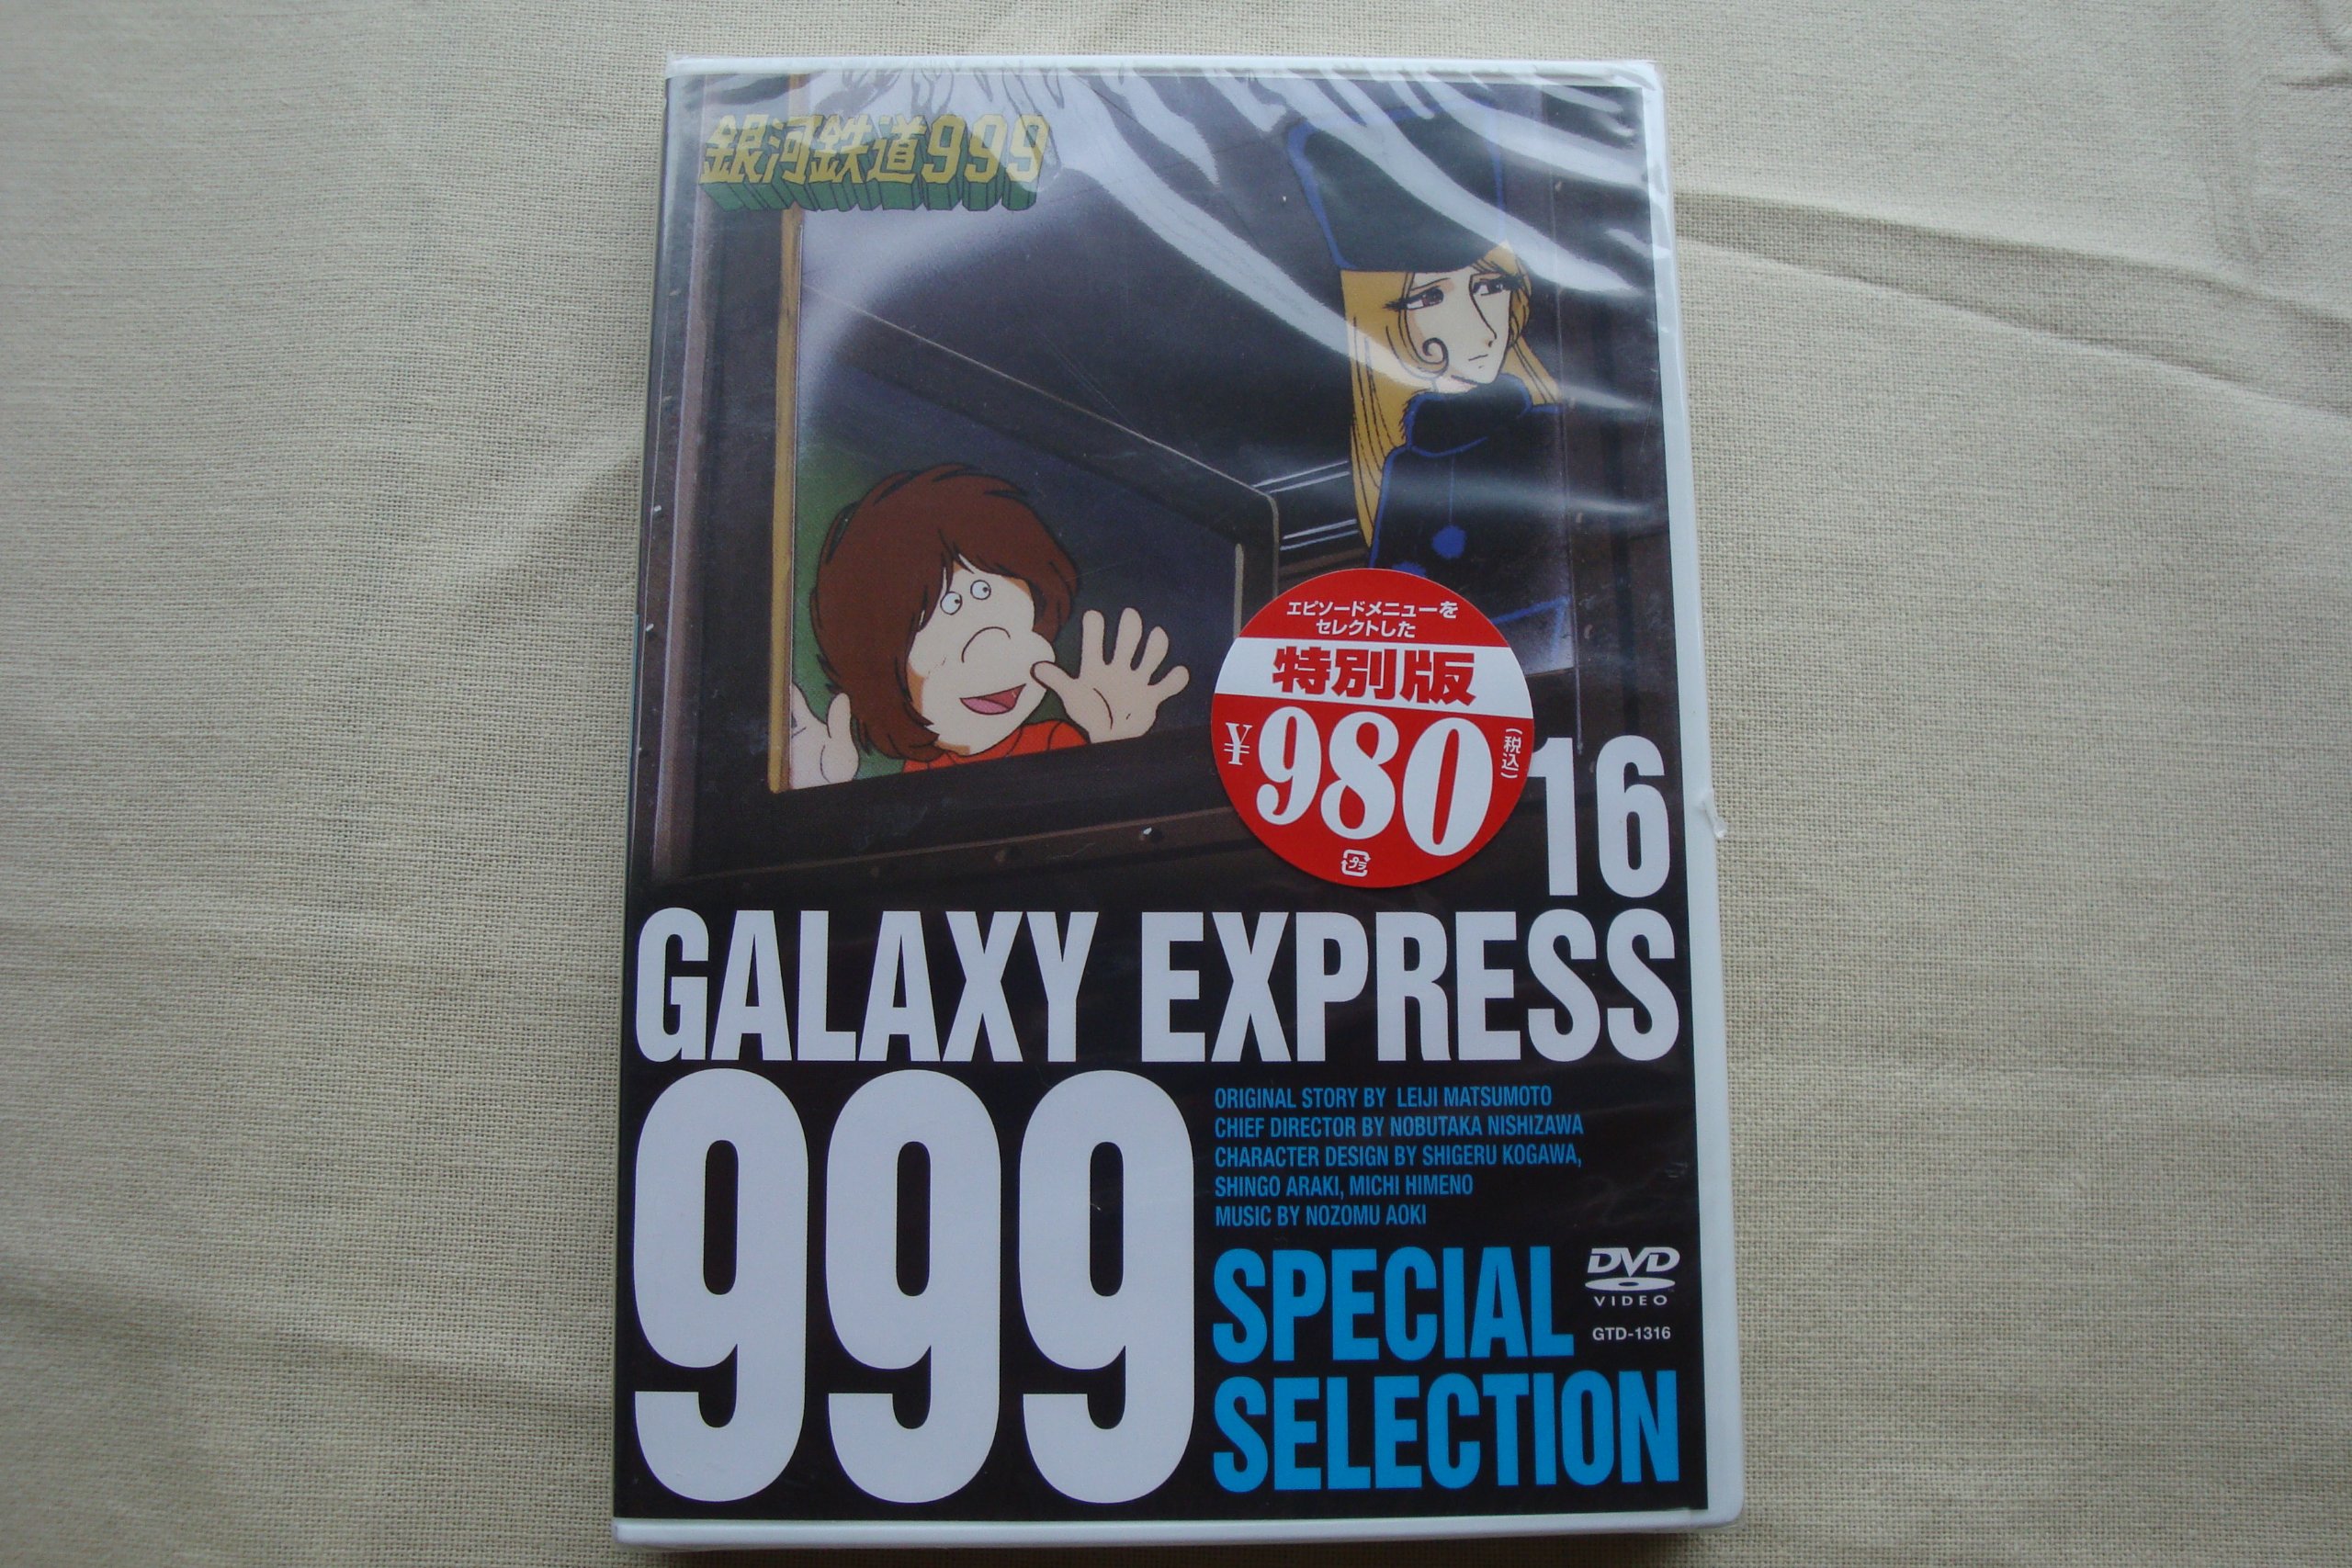 銀河鉄道999
エピソードメニューを
セレクトした
特別版
¥980(税込)
プラ
16
GALAXY EXPRESS
999
ORIGINAL STORY BY LEIJI MATSUMOTO
CHIEF DIRECTOR BY NOBUTAKA NISHIZAWA
CHARACTER DESIGN BY SHIGERU KOGAWA,
SHINGO ARAKI, MICHI HIMENO
MUSIC BY NOZOMU AOKI
SPECIAL
SELECTION
DVD
VIDEO
GTD-1316